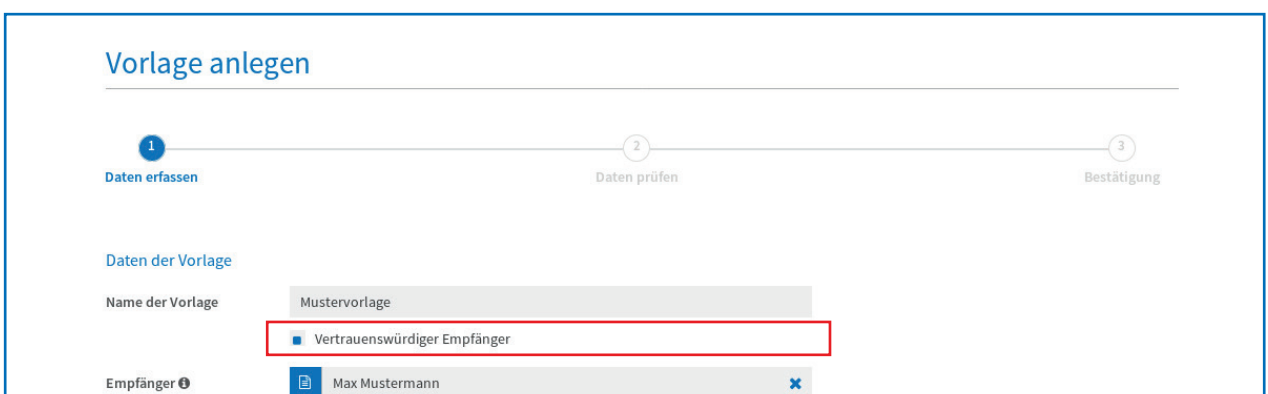 Vorlage anlegen
1
2
3
Daten erfassen
Daten prüfen
Bestätigung
Daten der Vorlage
Name der Vorlage
Mustervorlage
Vertrauenswürdiger Empfänger
Empfänger
Max Mustermann